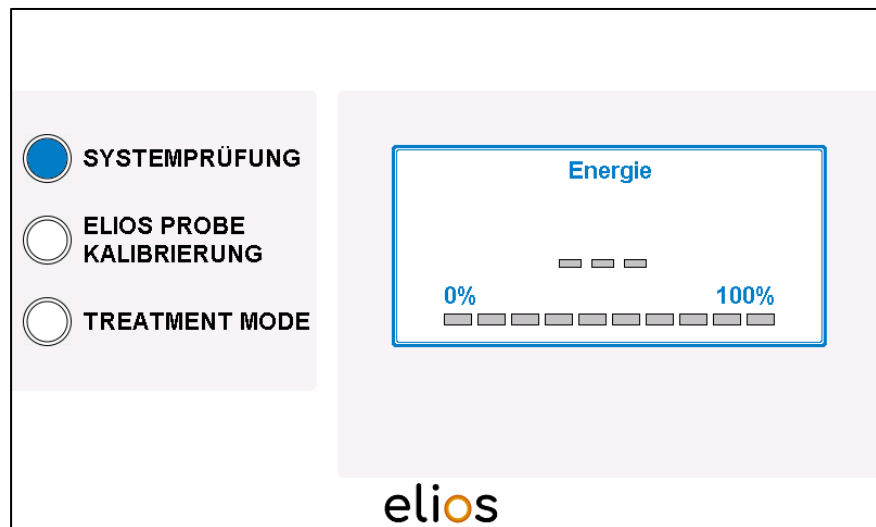 SYSTEMPRÜFUNG
ELIOS PROBE
KALIBRIERUNG
TREATMENT MODE
Energie
0% 100%
elios